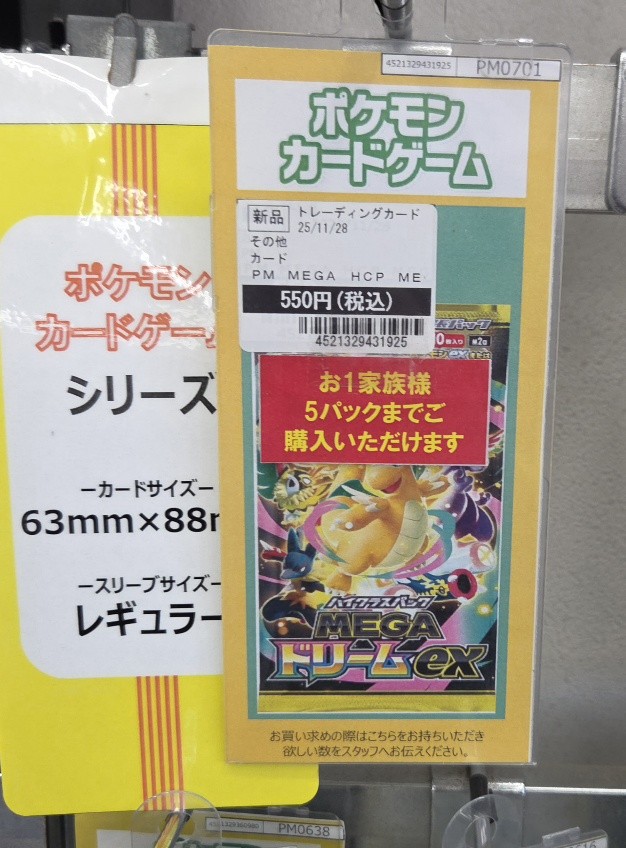 4521329431925 PM0701
ポケモン
カードゲーム
新品 トレーディングカード
25/11/28
その他
カード
PM MEGA HCP ME
550円(税込)
4521329431925
お1家族様
5パックまでご
購入いただけます
ハイクラスパック
MEGA
ドリームex
お買い求めの際はこちらをお持ちいただき
欲しい数をスタッフへお伝えください。
ポケモン
カードゲー
シリーズ
ーカードサイズー
63mm×88
ースリーブサイズー
レギュラー
PM0638